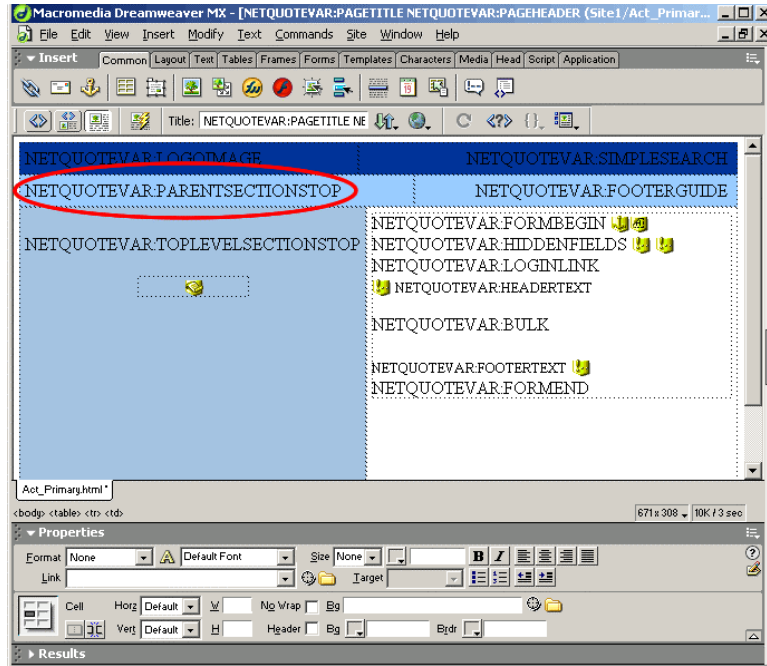 Macromedia Dreamweaver MX - [NETQUOTEVAR:PAGETITLE NETQUOTEVAR:PAGEHEADER (Site1/Act_Primar...
File Edit View Insert Modify Text Commands Site Window Help
Insert Common Layout Text Tables Frames Forms Templates Characters Media Head Script Application
Title: NETQUOTEVAR:PAGETITLE NE
NETQUOTEVAR:LOGOIMAGE NETQUOTEVAR:SIMPLESEARCH
NETQUOTEVAR:PARENTSECTIONSTOP NETQUOTEVAR:FOOTERGUIDE
NETQUOTEVAR:FORMBEGIN
NETQUOTEVAR:TOPLEVELSECTIONSTOP NETQUOTEVAR:HIDDENFIELDS
NETQUOTEVAR:LOGINLINK
NETQUOTEVAR:HEADERTEXT
NETQUOTEVAR:BULK
NETQUOTEVAR:FOOTERTEXT
NETQUOTEVAR:FORMEND
Act_Primary.html*
<body> <table> <tr> <td> 671 x 308 10K / 3 sec
Properties
Format None Default Font Size None B I
Link Target
Cell Horz Default W No Wrap Bg
Vert Default H Header Bg Brdr
Results